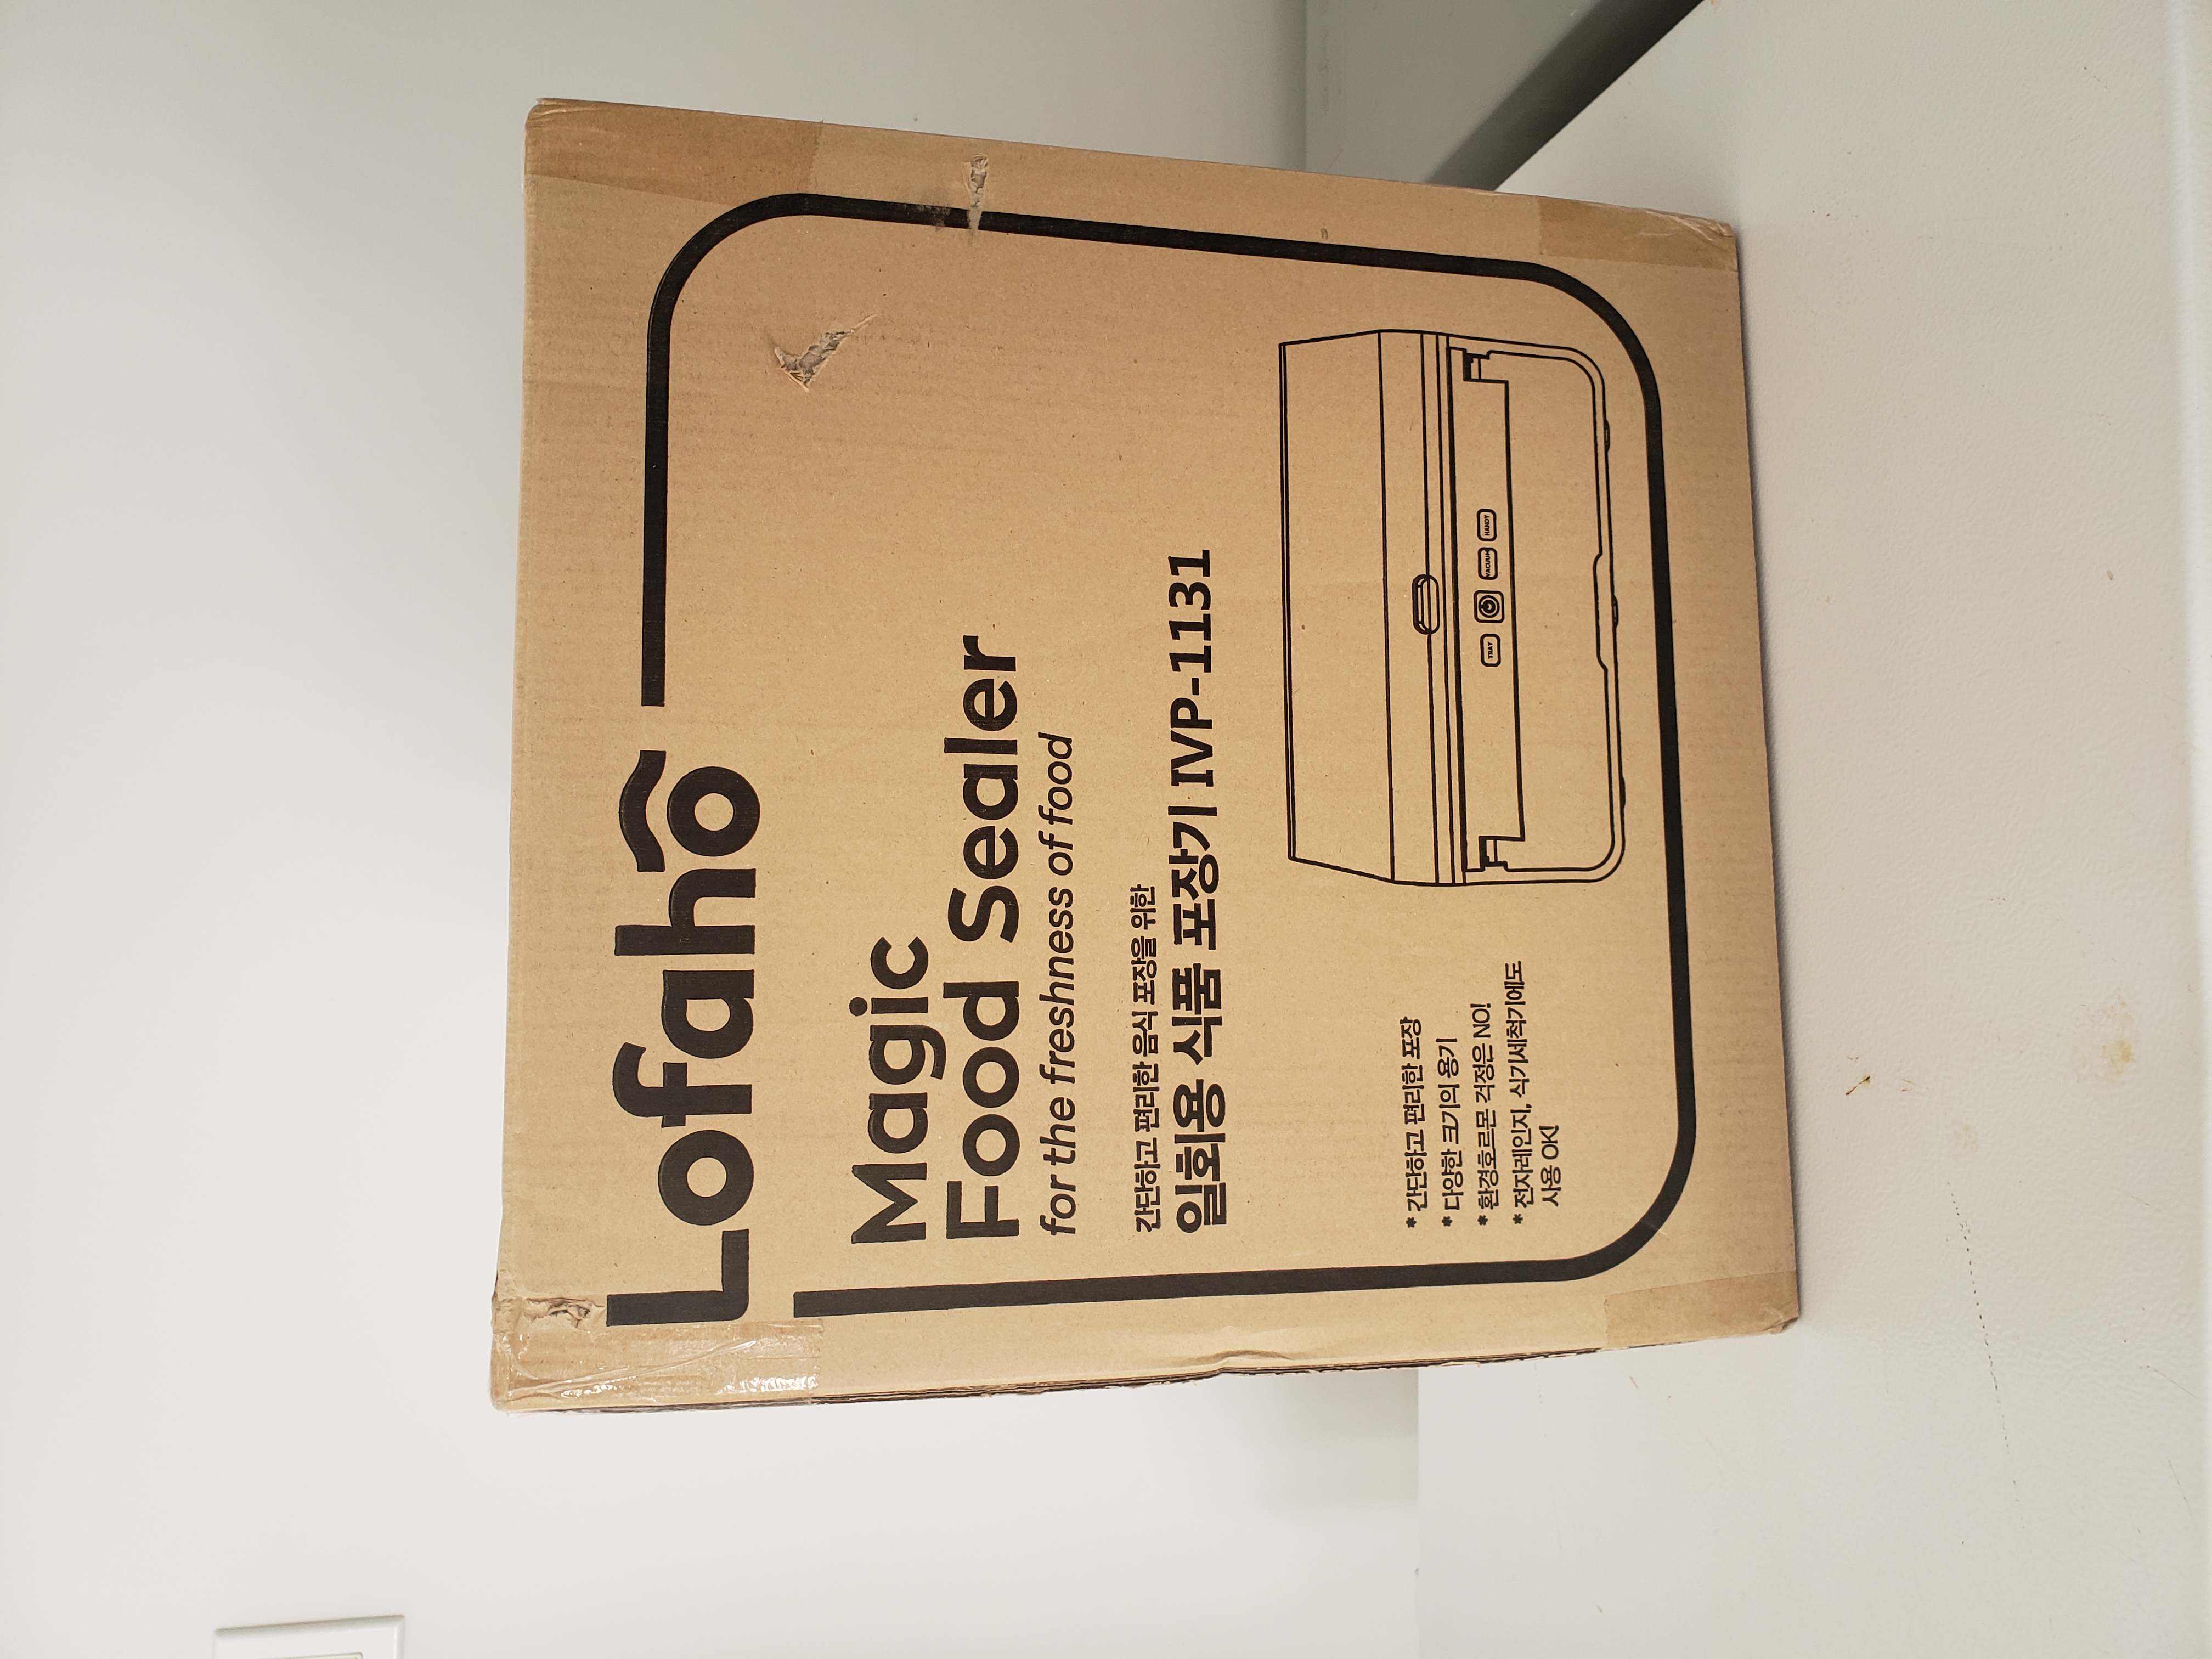 Lofahõ
Magic
Food Sealer
for the freshness of food
간단하고 편리한 음식 포장을 위한
일회용 식품 포장기 IVP-1131
* 간단하고 편리한 포장
* 다양한 크기의 용기
* 환경호르몬 걱정은 NO!
* 전자레인지, 식기세척기에도
사용 OK!
TRAY VACUUM HANDY